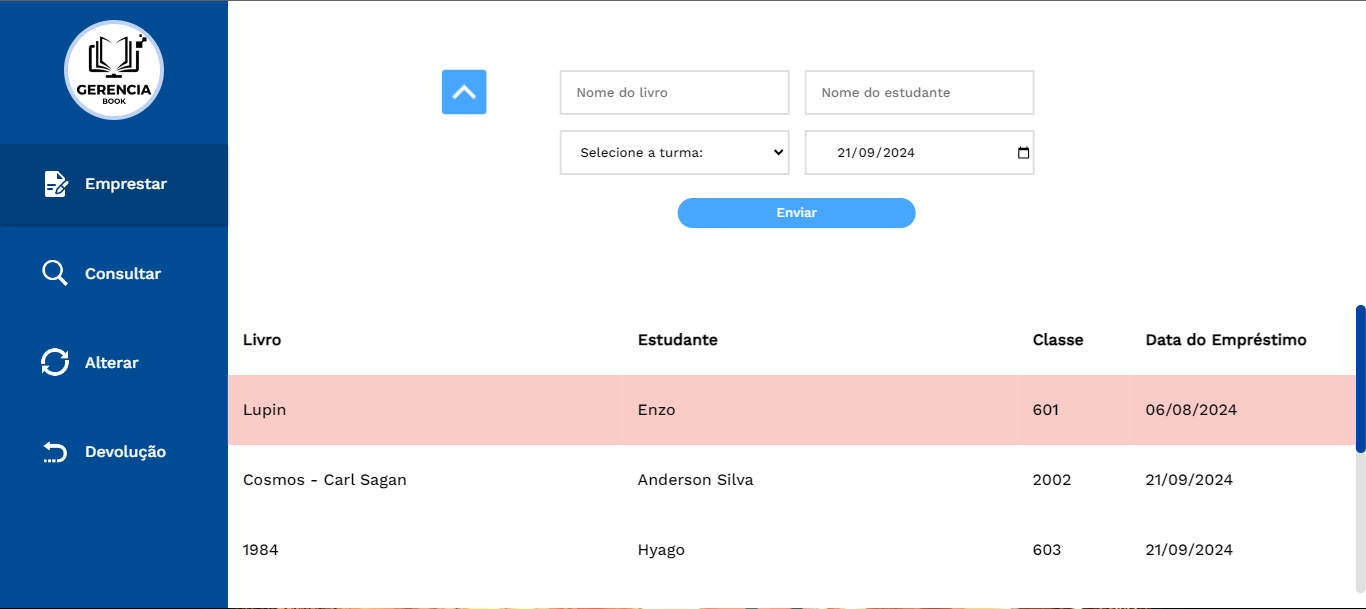 GERENCIA
BOOK
Emprestar
Consultar
Alterar
Devolução
Nome do livro
Nome do estudante
Selecione a turma:
21/09/2024
Enviar
Livro Estudante Classe Data do Empréstimo
Lupin Enzo 601 06/08/2024
Cosmos - Carl Sagan Anderson Silva 2002 21/09/2024
1984 Hyago 603 21/09/2024